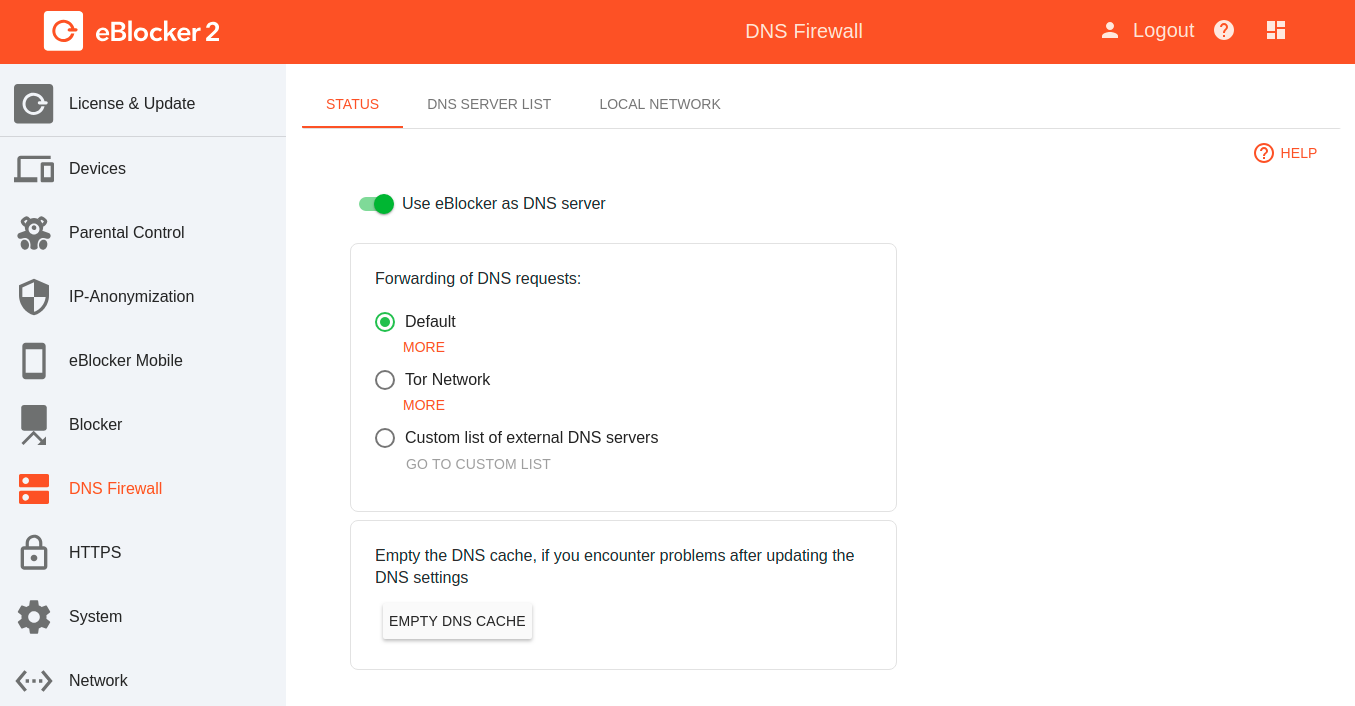 eBlocker 2
DNS Firewall
Logout
License & Update
Devices
Parental Control
IP-Anonymization
eBlocker Mobile
Blocker
DNS Firewall
HTTPS
System
Network
STATUS
DNS SERVER LIST
LOCAL NETWORK
HELP
Use eBlocker as DNS server
Forwarding of DNS requests:
Default
MORE
Tor Network
MORE
Custom list of external DNS servers
GO TO CUSTOM LIST
Empty the DNS cache, if you encounter problems after updating the
DNS settings
EMPTY DNS CACHE